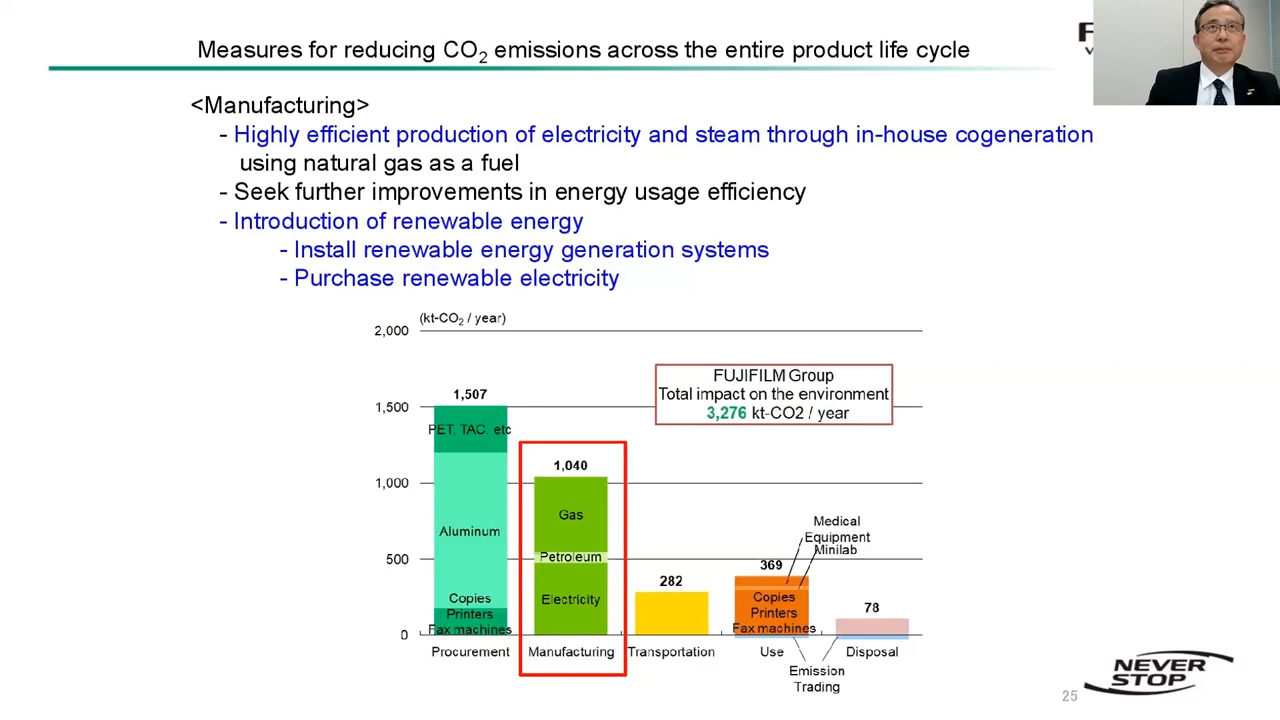 Measures for reducing CO₂ emissions across the entire product life cycle
<Manufacturing>
- Highly efficient production of electricity and steam through in-house cogeneration
using natural gas as a fuel
- Seek further improvements in energy usage efficiency
- Introduction of renewable energy
- Install renewable energy generation systems
- Purchase renewable electricity
(kt-CO₂ / year)
2,000
1,500
1,000
500
0
FUJIFILM Group
Total impact on the environment
3,276 kt-CO2 / year
1,507
PET, TAC, etc
Aluminum
Copies
Printers
Fax machines
1,040
Gas
Petroleum
Electricity
282
369
Medical
Equipment
Minilab
Copies
Printers
Fax machines
78
Procurement
Manufacturing
Transportation
Use
Disposal
Emission
Trading
NEVER
STOP
25